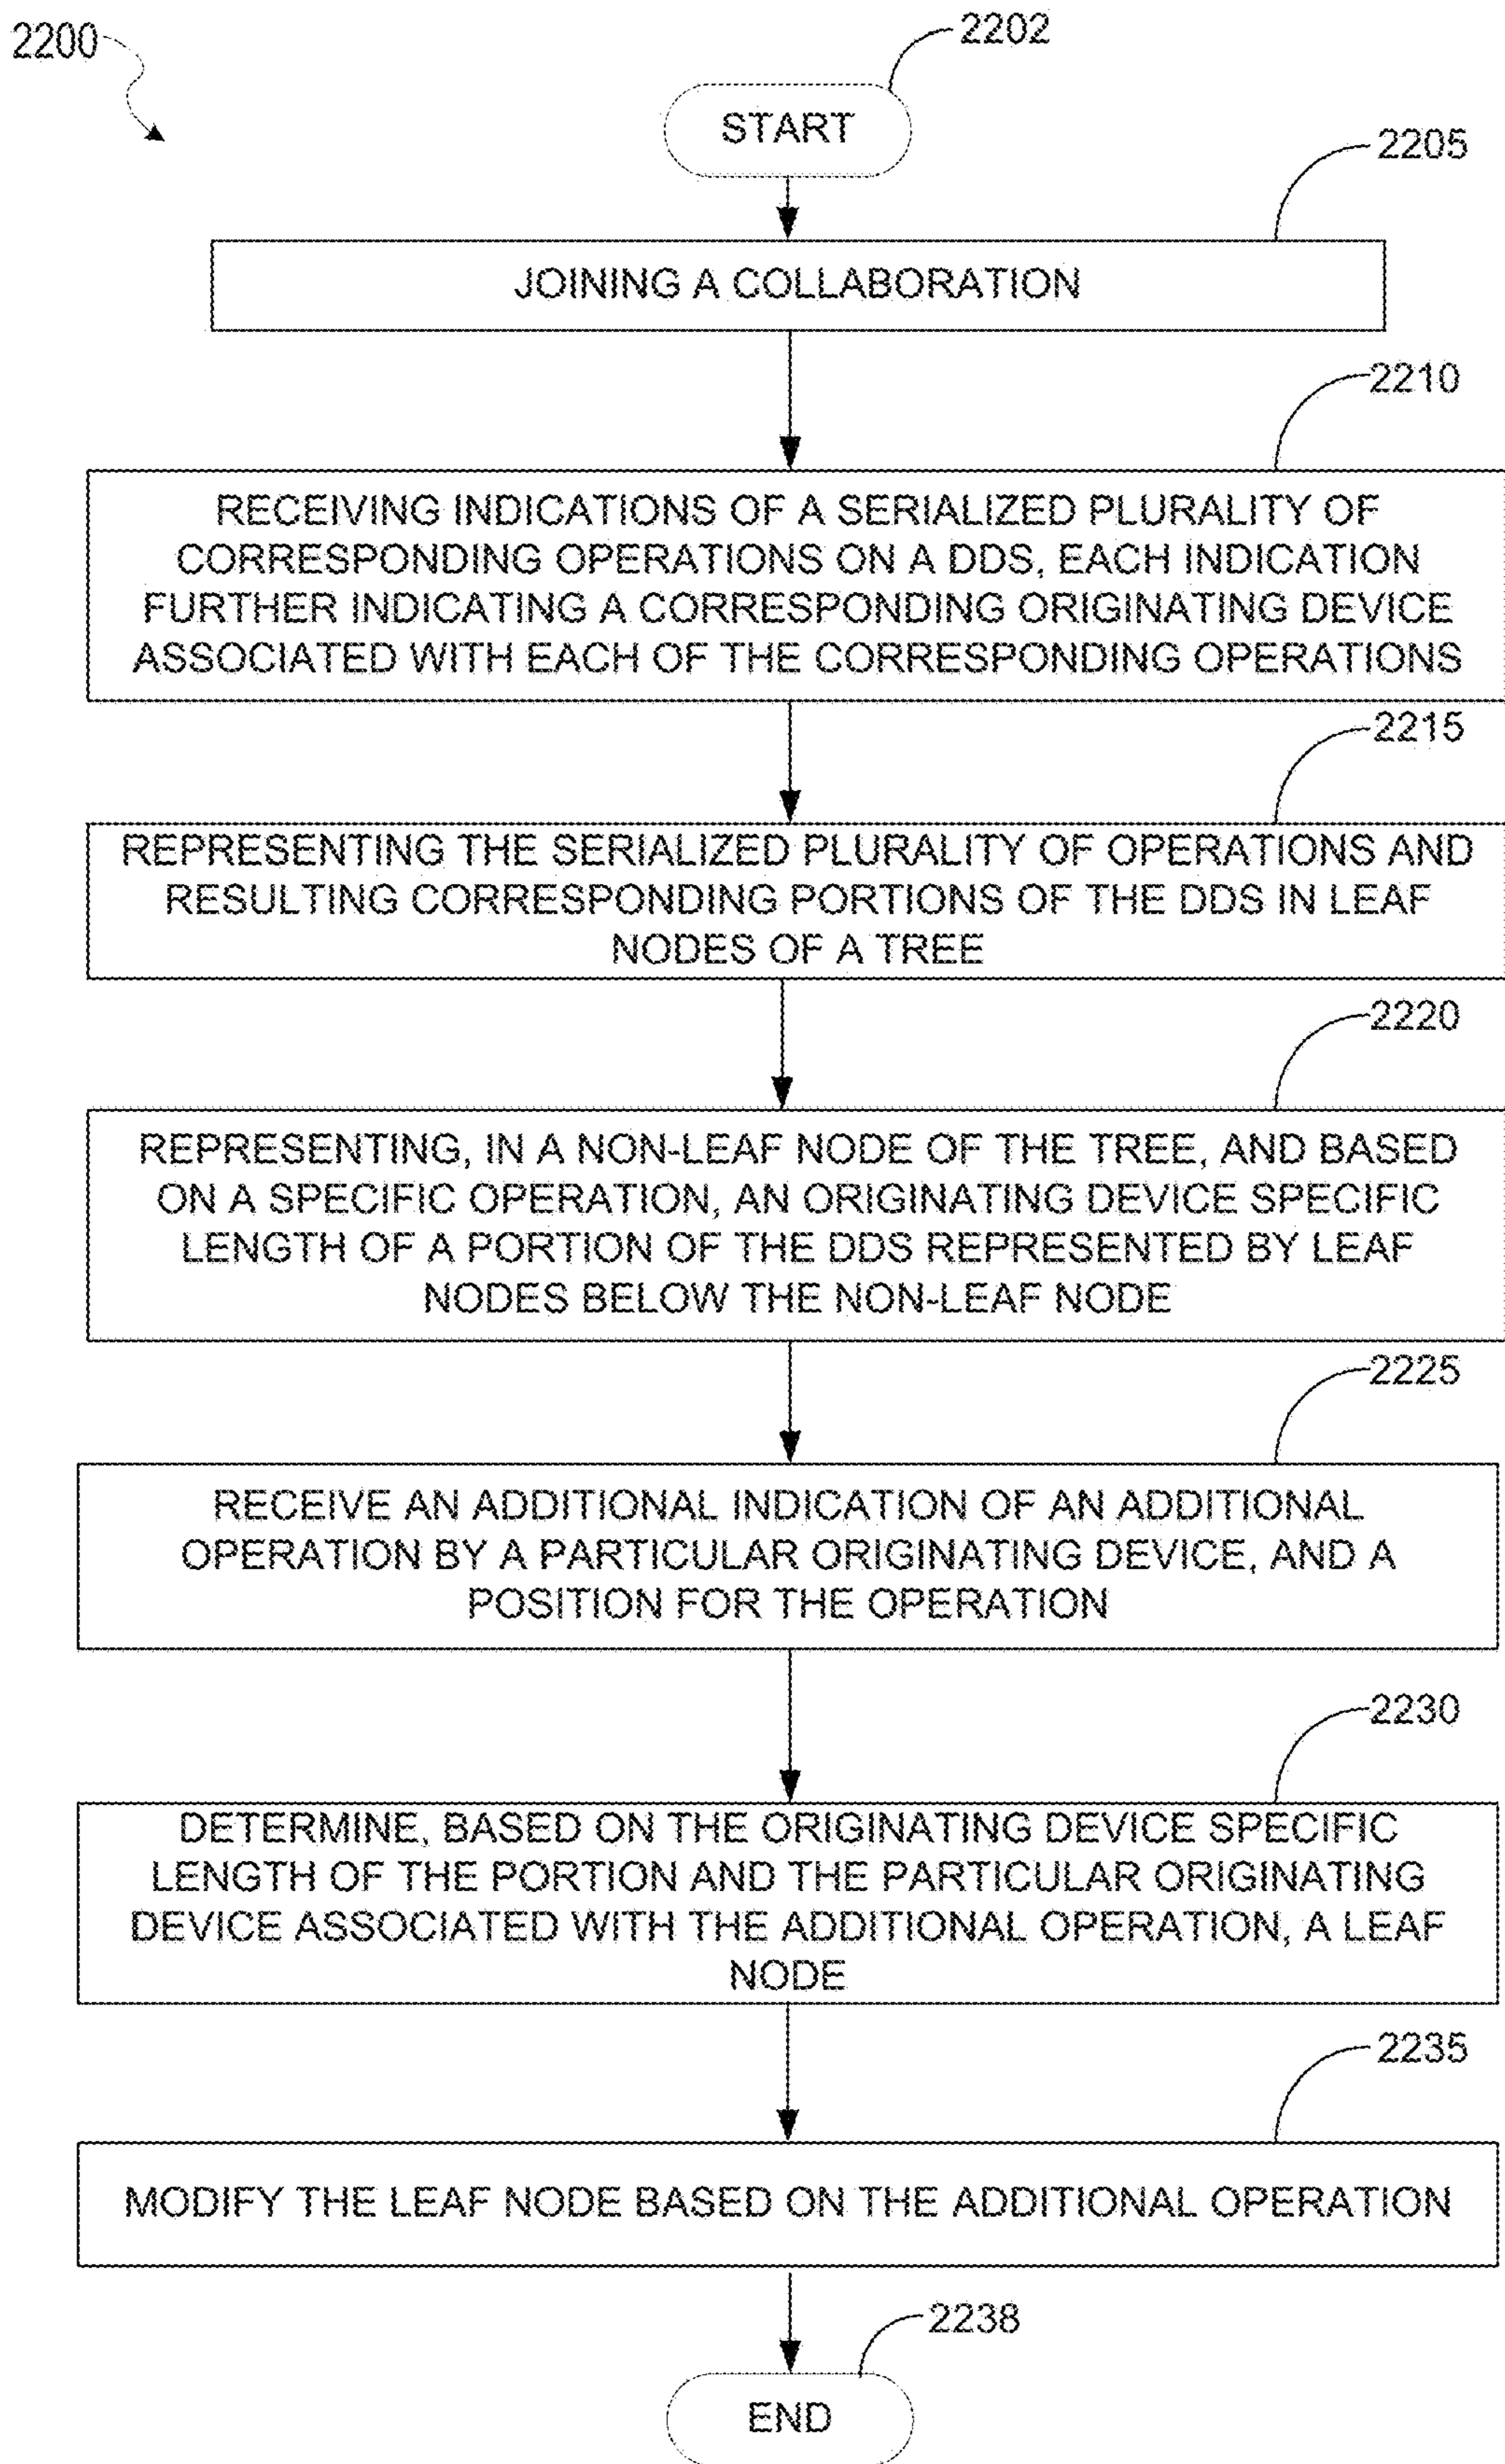 2200
2202
START
2205
JOINING A COLLABORATION
2210
RECEIVING INDICATIONS OF A SERIALIZED PLURALITY OF
CORRESPONDING OPERATIONS ON A DDS, EACH INDICATION
FURTHER INDICATING A CORRESPONDING ORIGINATING DEVICE
ASSOCIATED WITH EACH OF THE CORRESPONDING OPERATIONS
2215
REPRESENTING THE SERIALIZED PLURALITY OF OPERATIONS AND
RESULTING CORRESPONDING PORTIONS OF THE DDS IN LEAF
NODES OF A TREE
2220
REPRESENTING, IN A NON-LEAF NODE OF THE TREE, AND BASED
ON A SPECIFIC OPERATION, AN ORIGINATING DEVICE SPECIFIC
LENGTH OF A PORTION OF THE DDS REPRESENTED BY LEAF
NODES BELOW THE NON-LEAF NODE
2225
RECEIVE AN ADDITIONAL INDICATION OF AN ADDITIONAL
OPERATION BY A PARTICULAR ORIGINATING DEVICE, AND A
POSITION FOR THE OPERATION
2230
DETERMINE, BASED ON THE ORIGINATING DEVICE SPECIFIC
LENGTH OF THE PORTION AND THE PARTICULAR ORIGINATING
DEVICE ASSOCIATED WITH THE ADDITIONAL OPERATION, A LEAF
NODE
2235
MODIFY THE LEAF NODE BASED ON THE ADDITIONAL OPERATION
2238
END